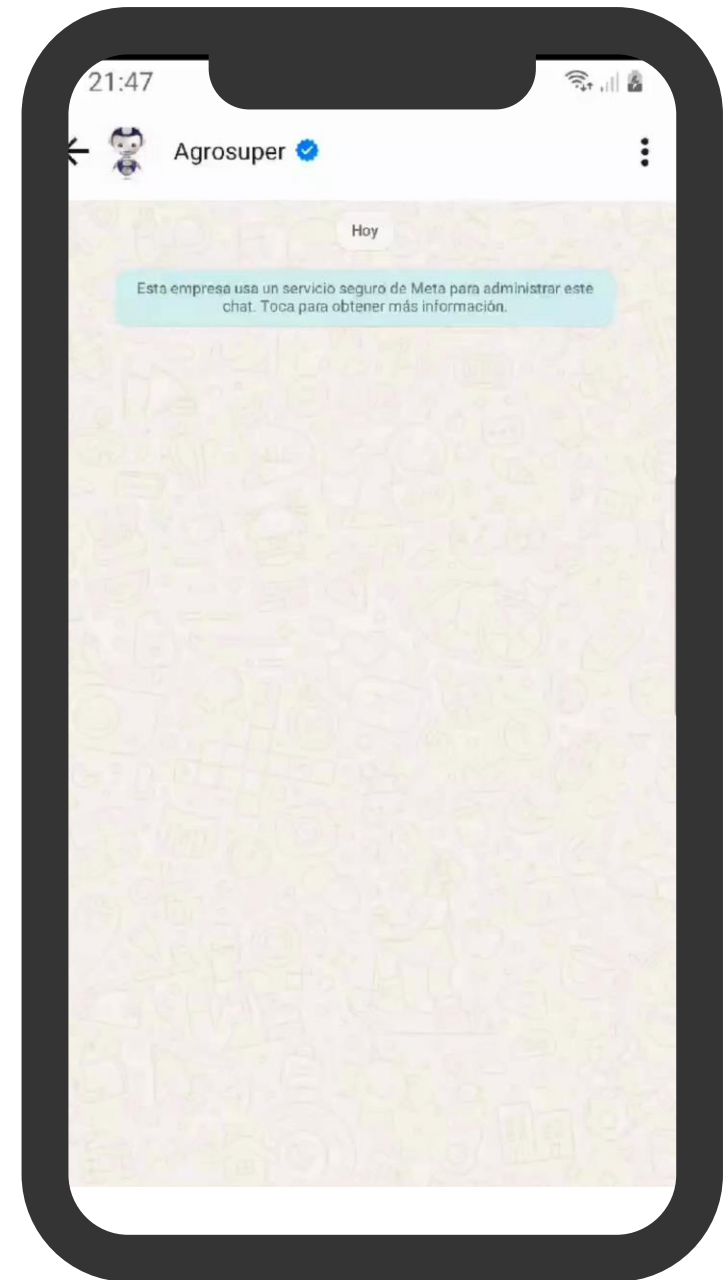 21:47
Agrosuper
Hoy
Esta empresa usa un servicio seguro de Meta para administrar este
chat. Toca para obtener más información.